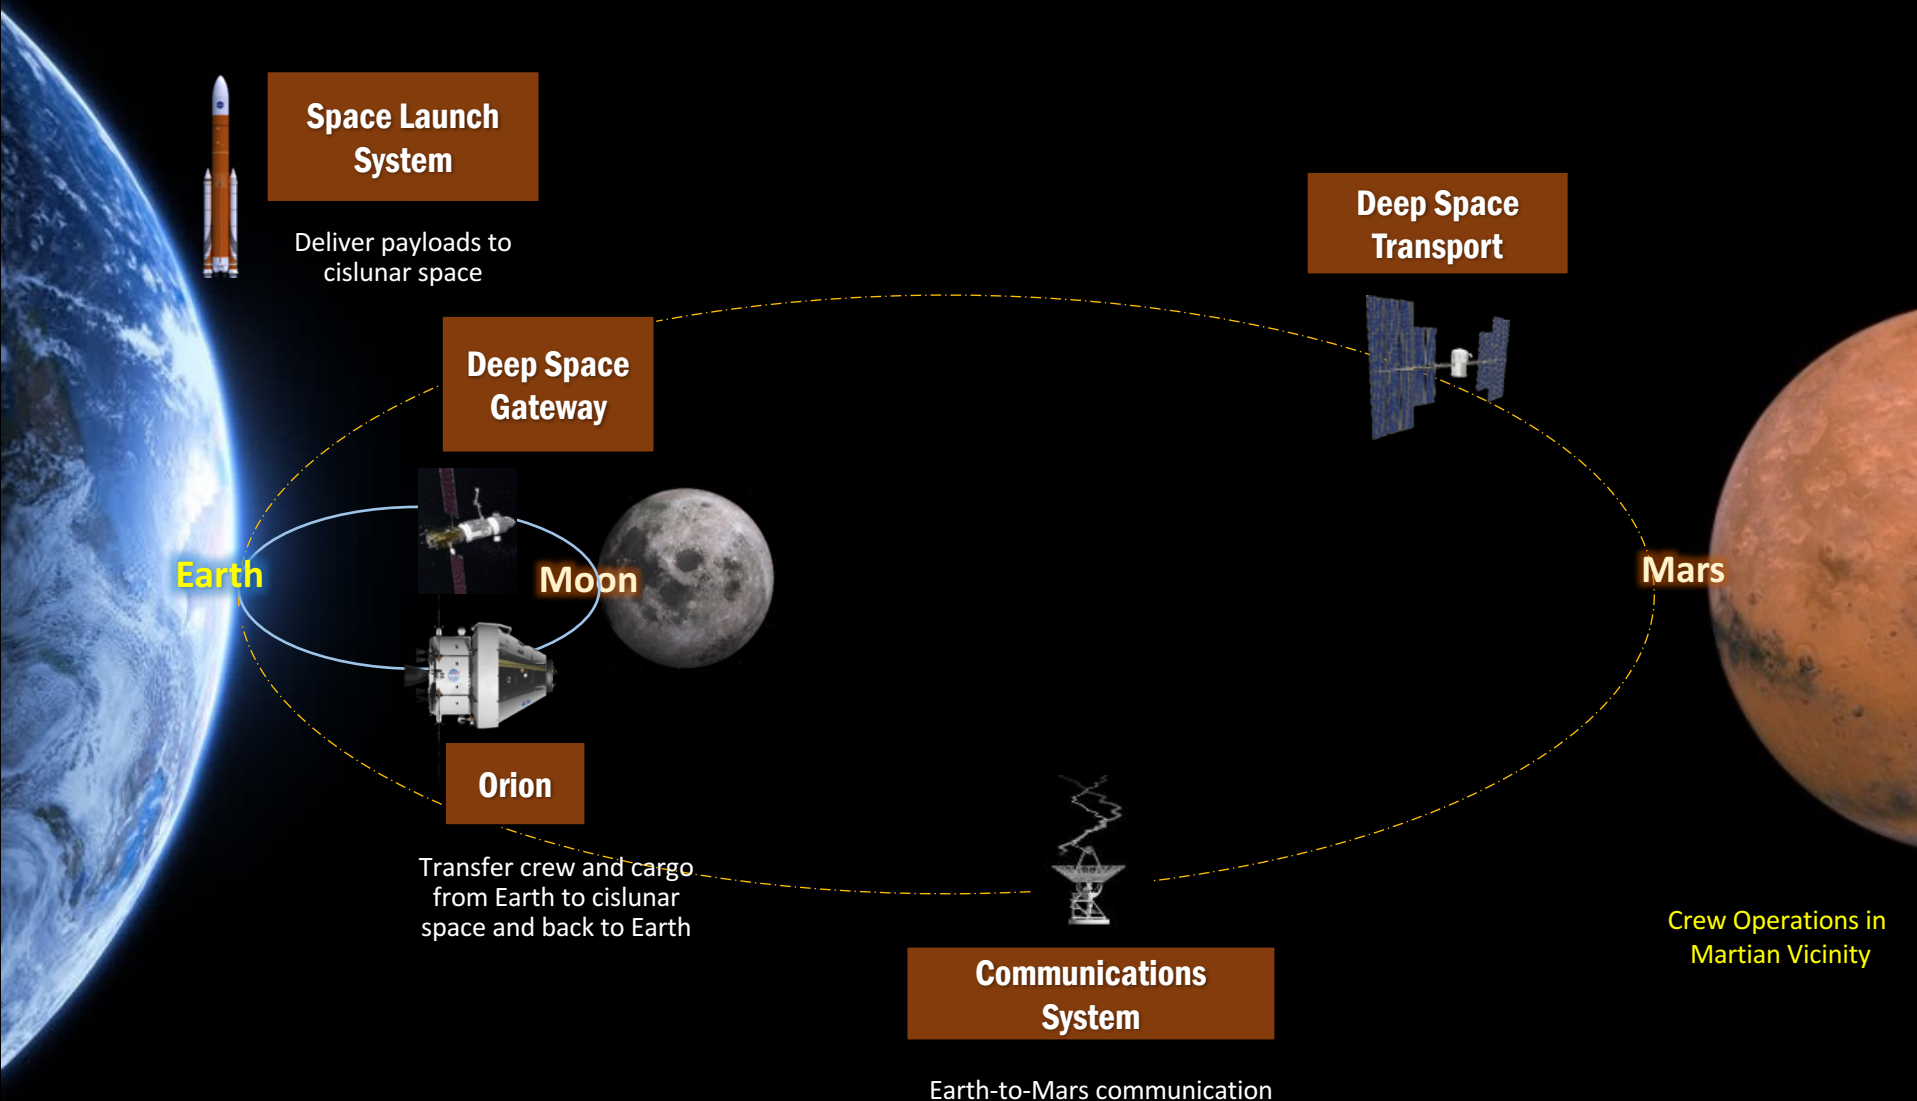 Space Launch
System
Deliver payloads to
cislunar space
Deep Space
Transport
Deep Space
Gateway
Earth
Moon
Mars
Orion
Transfer crew and cargo
from Earth to cislunar
space and back to Earth
Crew Operations in
Martian Vicinity
Communications
System
Earth-to-Mars communication